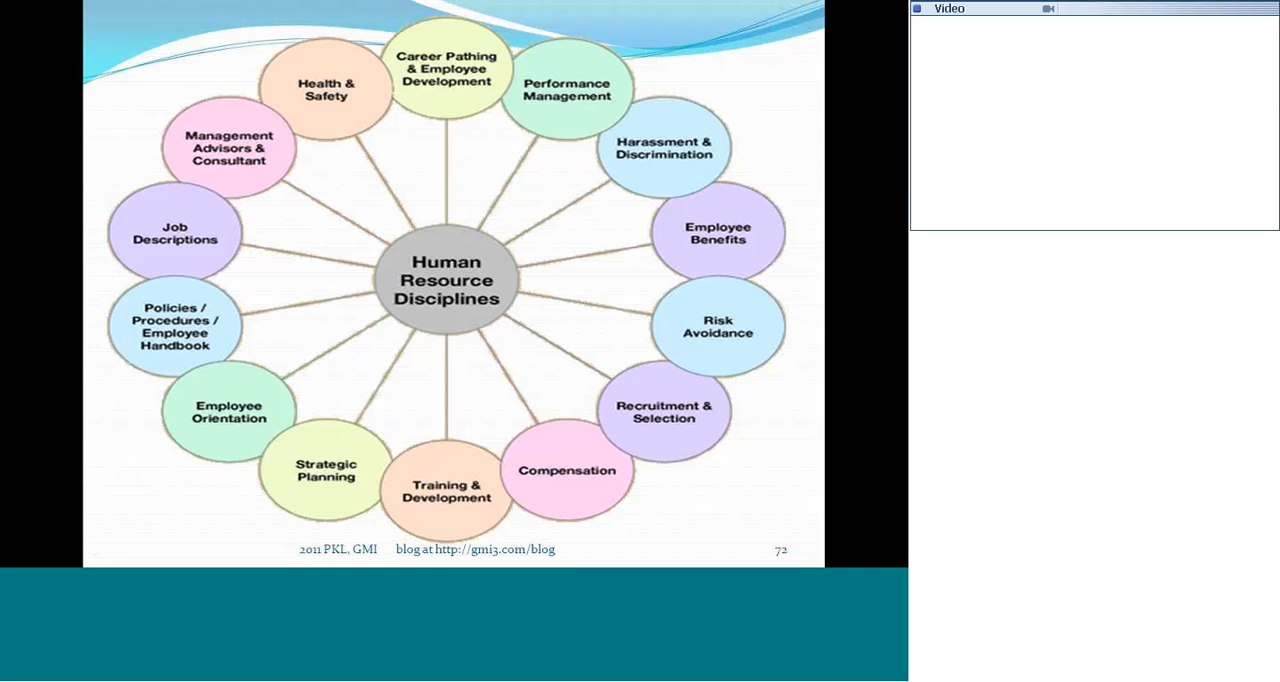 Video
Career Pathing
& Employee
Development
Performance
Management
Harassment &
Discrimination
Employee
Benefits
Risk
Avoidance
Recruitment &
Selection
Compensation
Training &
Development
Strategic
Planning
Employee
Orientation
Policies /
Procedures /
Employee
Handbook
Job
Descriptions
Management
Advisors &
Consultant
Health &
Safety
Human
Resource
Disciplines
2011 PKL, GMI blog at http://gmi3.com/blog 72